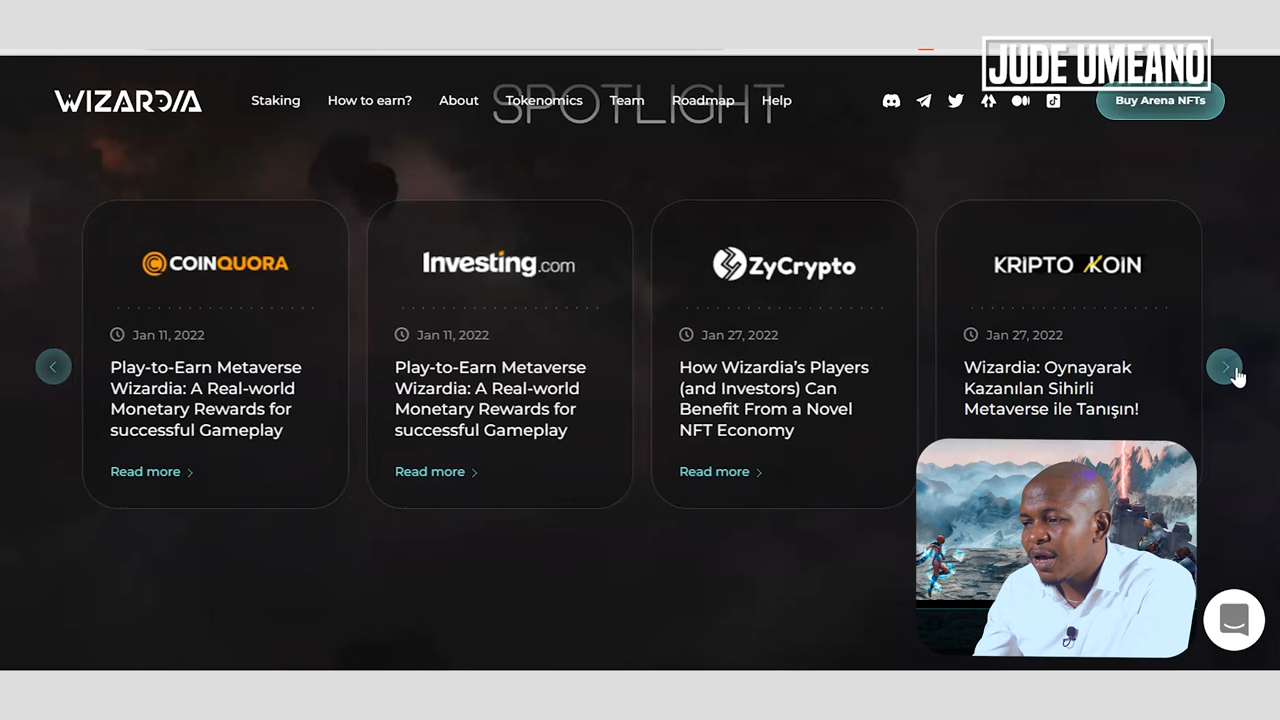 JUDE UMEANO
WIZARDIA
Staking
How to earn?
About
Tokenomics
Team
Roadmap
Help
Buy Arena NFTs
SPOTLIGHT
COINQUORA
Jan 11, 2022
Play-to-Earn Metaverse
Wizardia: A Real-world
Monetary Rewards for
successful Gameplay
Read more
Investing.com
Jan 11, 2022
Play-to-Earn Metaverse
Wizardia: A Real-world
Monetary Rewards for
successful Gameplay
Read more
ZyCrypto
Jan 27, 2022
How Wizardia's Players
(and Investors) Can
Benefit From a Novel
NFT Economy
Read more
KRIPTO KOIN
Jan 27, 2022
Wizardia: Oynayarak
Kazanılan Sihirli
Metaverse ile Tanışın!